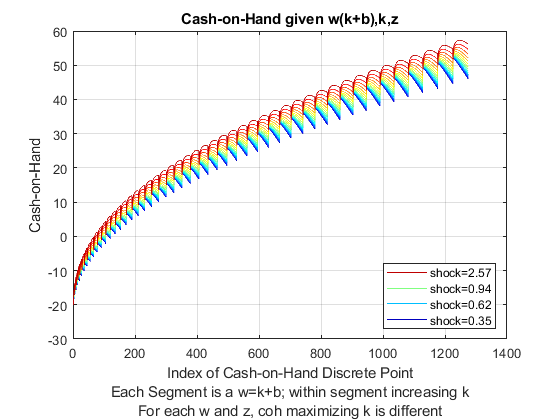 Cash-on-Hand given w(k+b),k,z
60
50
40
30
20
10
0
-10
-20
-30
Cash-on-Hand
shock=2.57
shock=0.94
shock=0.62
shock=0.35
0 200 400 600 800 1000 1200 1400
Index of Cash-on-Hand Discrete Point
Each Segment is a w=k+b; within segment increasing k
For each w and z, coh maximizing k is different